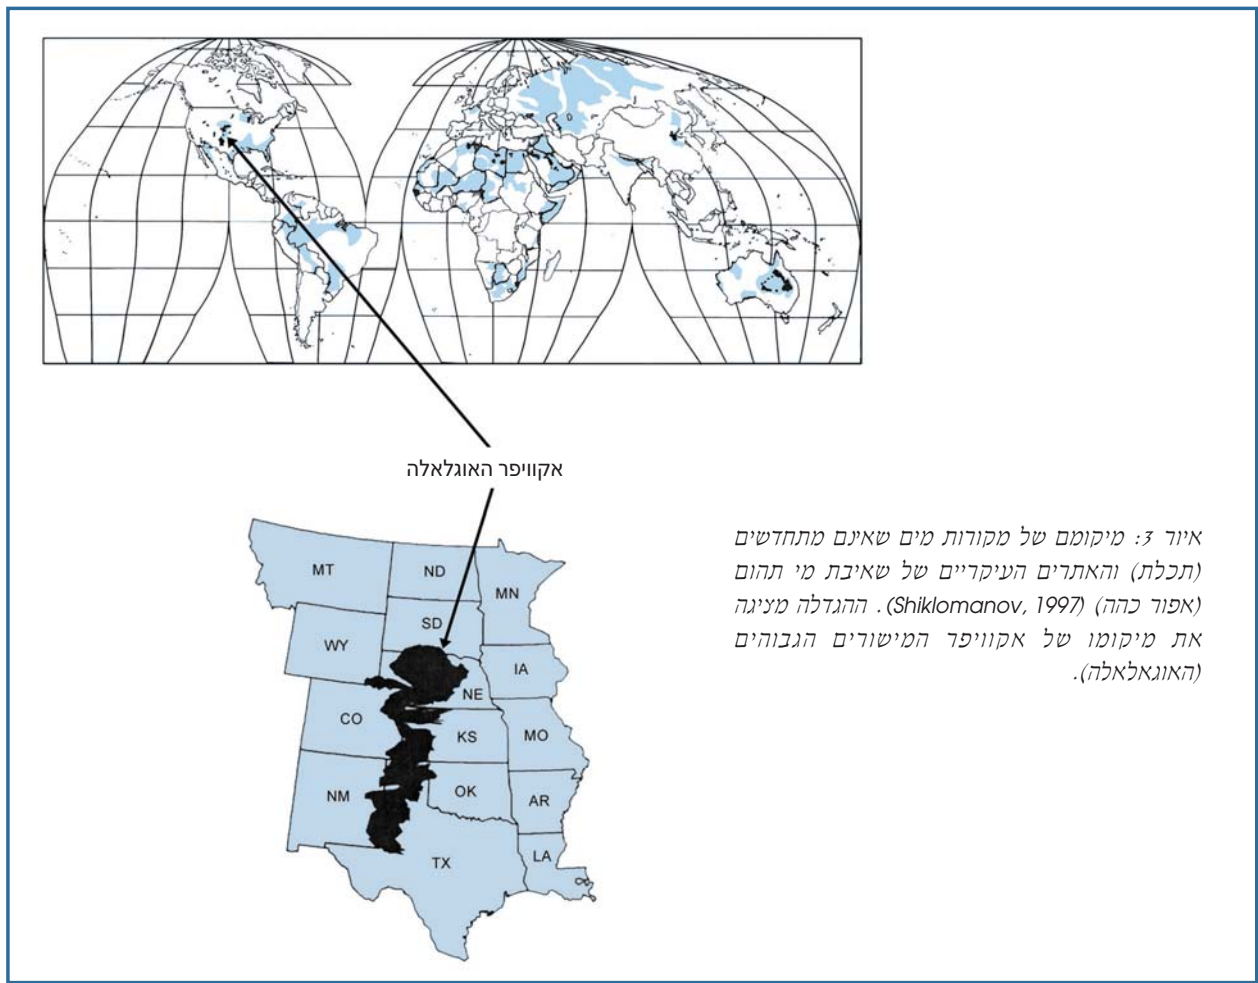 אקוויפר האוגלאלה
MT
ND
MN
SD
WY
IA
NE
CO
KS
MO
NM
OK
AR
TX
LA
איור 3: מיקומם של מקורות מים שאינם מתחדשים
(תכלת) והאתרים העיקריים של שאיבת מי תהום
(אפור כהה) (Shiklomanov, 1997). ההגדלה מציגה
את מיקומו של אקוויפר המישורים הגבוהים
(האוגאלאלה).